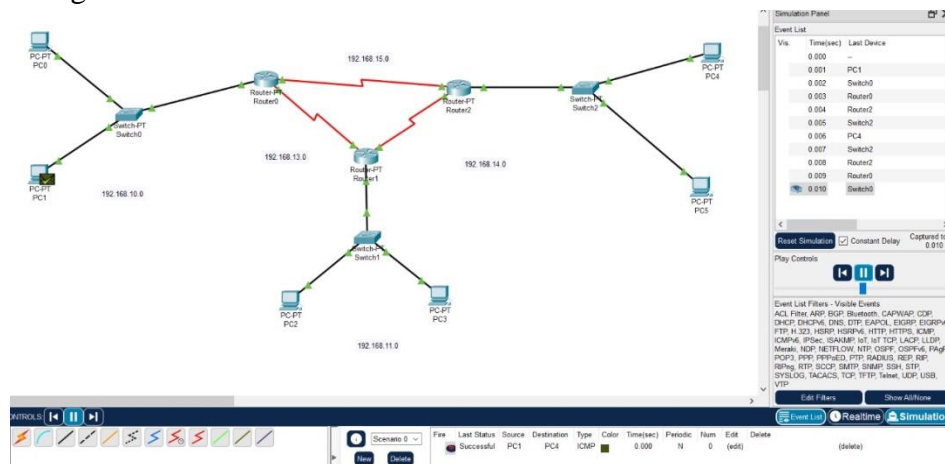 Simulation Panel
Event List
Vis. Time(sec) Last Device
0.000 --
0.001 PC1
0.002 Switch0
0.003 Router0
0.004 Router2
0.005 Switch2
0.006 PC4
0.007 Switch2
0.008 Router2
0.009 Router0
0.010 Switch0
Reset Simulation Constant Delay Captured to
0.010
Play Controls
Event List Filters - Visible Events
ACL Filter, ARP, BGP, Bluetooth, CAPWAP, CDP,
DHCP, DHCPv6, DNS, DTP, EAPOL, EIGRP, EIGRPv
FTP, H.323, HSRP, HSRPv6, HTTP, HTTPS, ICMP,
ICMPv6, IPSec, ISAKMP, IoT, IoT TCP, LACP, LLDP,
Meraki, NDP, NETFLOW, NTP, OSPF, OSPFv6, PAgP
POP3, PPP, PPPoED, PTP, RADIUS, REP, RIP,
RIPng, RTP, SCCP, SMTP, SNMP, SSH, STP,
SYSLOG, TACACS, TCP, TFTP, Telnet, UDP, USB,
VTP
Edit Filters Show All/None
Event List Realtime Simulatio
PC-PT
PC0
Switch-PT
Switch0
PC-PT
PC1
192.168.10.0
Router-PT
Router0
192.168.15.0
192.168.13.0
Router-PT
Router1
Router-PT
Router2
192.168.14.0
Switch-PT
Switch2
PC-PT
PC4
PC-PT
PC5
Switch-PT
Switch1
PC-PT
PC2
PC-PT
PC3
192.168.11.0
ONTROLS:
Scenario 0
New Delete
Fire Last Status Source Destination Type Color Time(sec) Periodic Num Edit Delete
Successful PC1 PC4 ICMP 0.000 N 0 (edit) (delete)